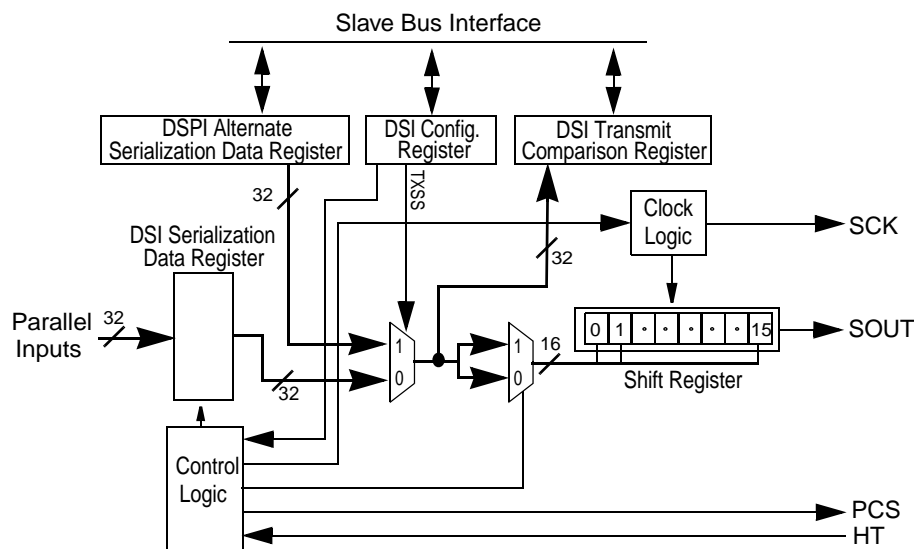 Slave Bus Interface
DSPI Alternate
Serialization Data Register
DSI Config.
Register
DSI Transmit
Comparison Register
32
TXSS
Clock
Logic
SCK
DSI Serialization
Data Register
32
Parallel
Inputs
32
32
1
0
1
0
16
0 1 · · · · · 15
SOUT
Shift Register
Control
Logic
PCS
HT